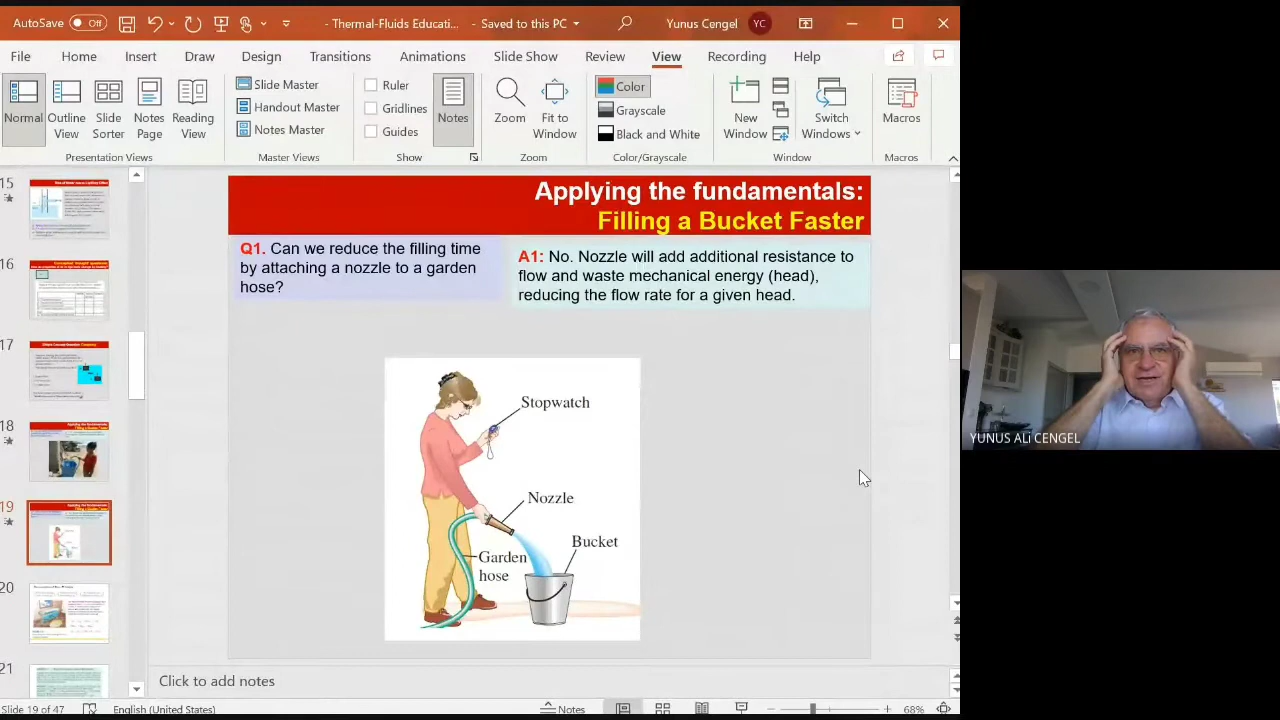 AutoSave
Off
- Thermal-Fluids Educati... - Saved to this PC
Yunus Cengel
YC
File
Home
Insert
Draw
Design
Transitions
Animations
Slide Show
Review
View
Recording
Help
Normal
Outline
View
Slide
Sorter
Notes
Page
Reading
View
Presentation Views
Slide Master
Handout Master
Notes Master
Master Views
Ruler
Gridlines
Guides
Show
Notes
Zoom
Fit to
Window
Zoom
Color
Grayscale
Black and White
Color/Grayscale
New
Window
Switch
Windows
Window
Macros
Macros
15
16
17
18
19
20
21
Applying the fundamatals:
Filling a Bucket Faster
Q1. Can we reduce the filling time
by attaching a nozzle to a garden
hose?
A1: No. Nozzle will add additional resistance to
flow and waste mechanical energy (head),
reducing the flow rate for a given head.
Stopwatch
Nozzle
Bucket
Garden
hose
YUNUS ALi CENGEL
Click to add notes
Slide 19 of 47
English (United States)
Notes
68%